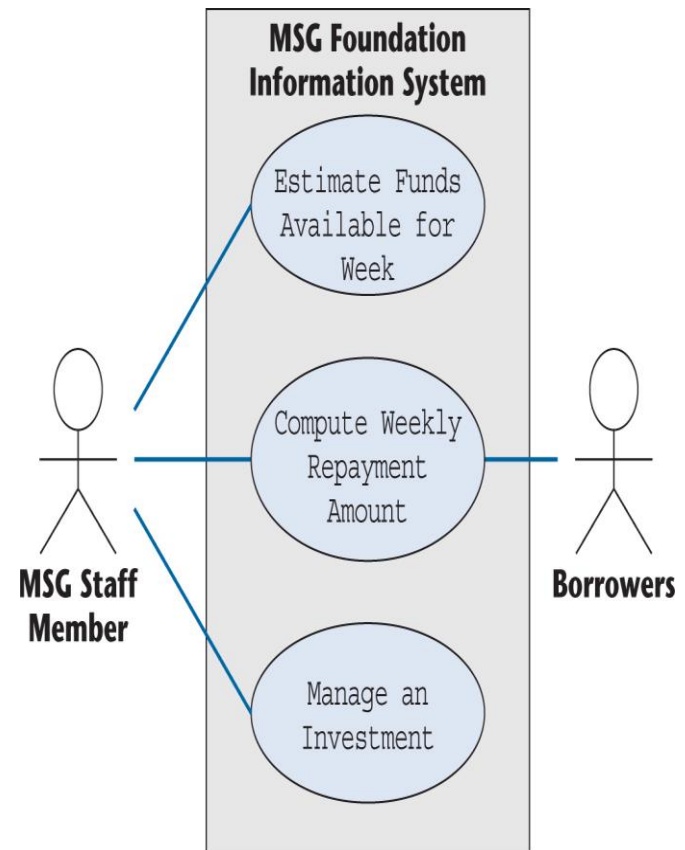 MSG Foundation
Information System
Estimate Funds
Available for
Week
Compute Weekly
Repayment
Amount
MSG Staff
Member
Borrowers
Manage an
Investment